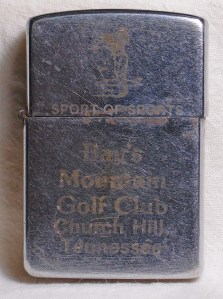 SPORT OF SPORTS
Bay's
Mountain
Golf Club
Church Hill,
Tennessee